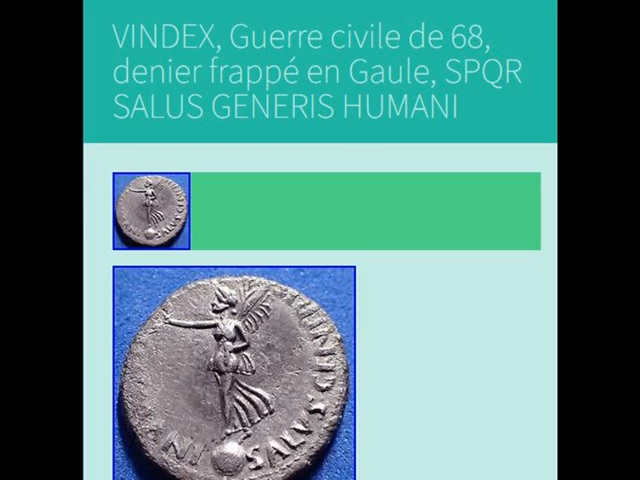 VINDEX, Guerre civile de 68,
denier frappé en Gaule, SPQR
SALUS GENERIS HUMANI